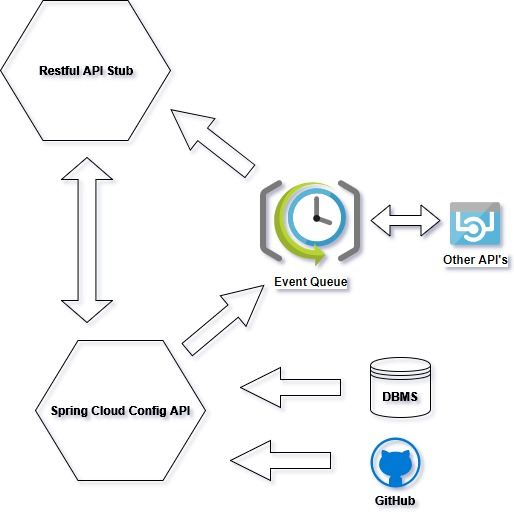 Restful API Stub
Event Queue
Other API's
Spring Cloud Config API
DBMS
GitHub